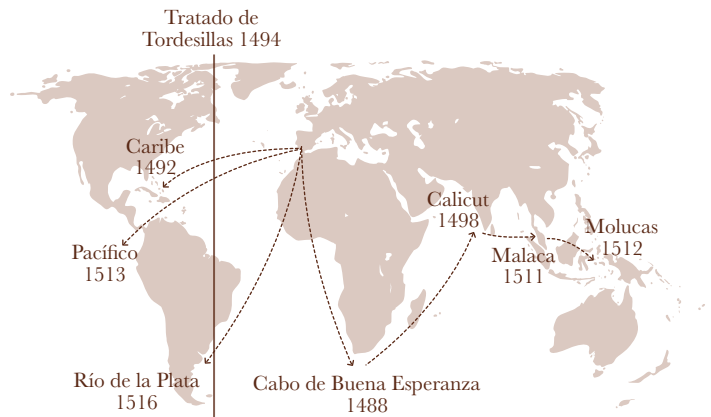 Tratado de
Tordesillas 1494
Caribe
1492
Pacífico
1513
Río de la Plata
1516
Cabo de Buena Esperanza
1488
Calicut
1498
Malaca
1511
Molucas
1512